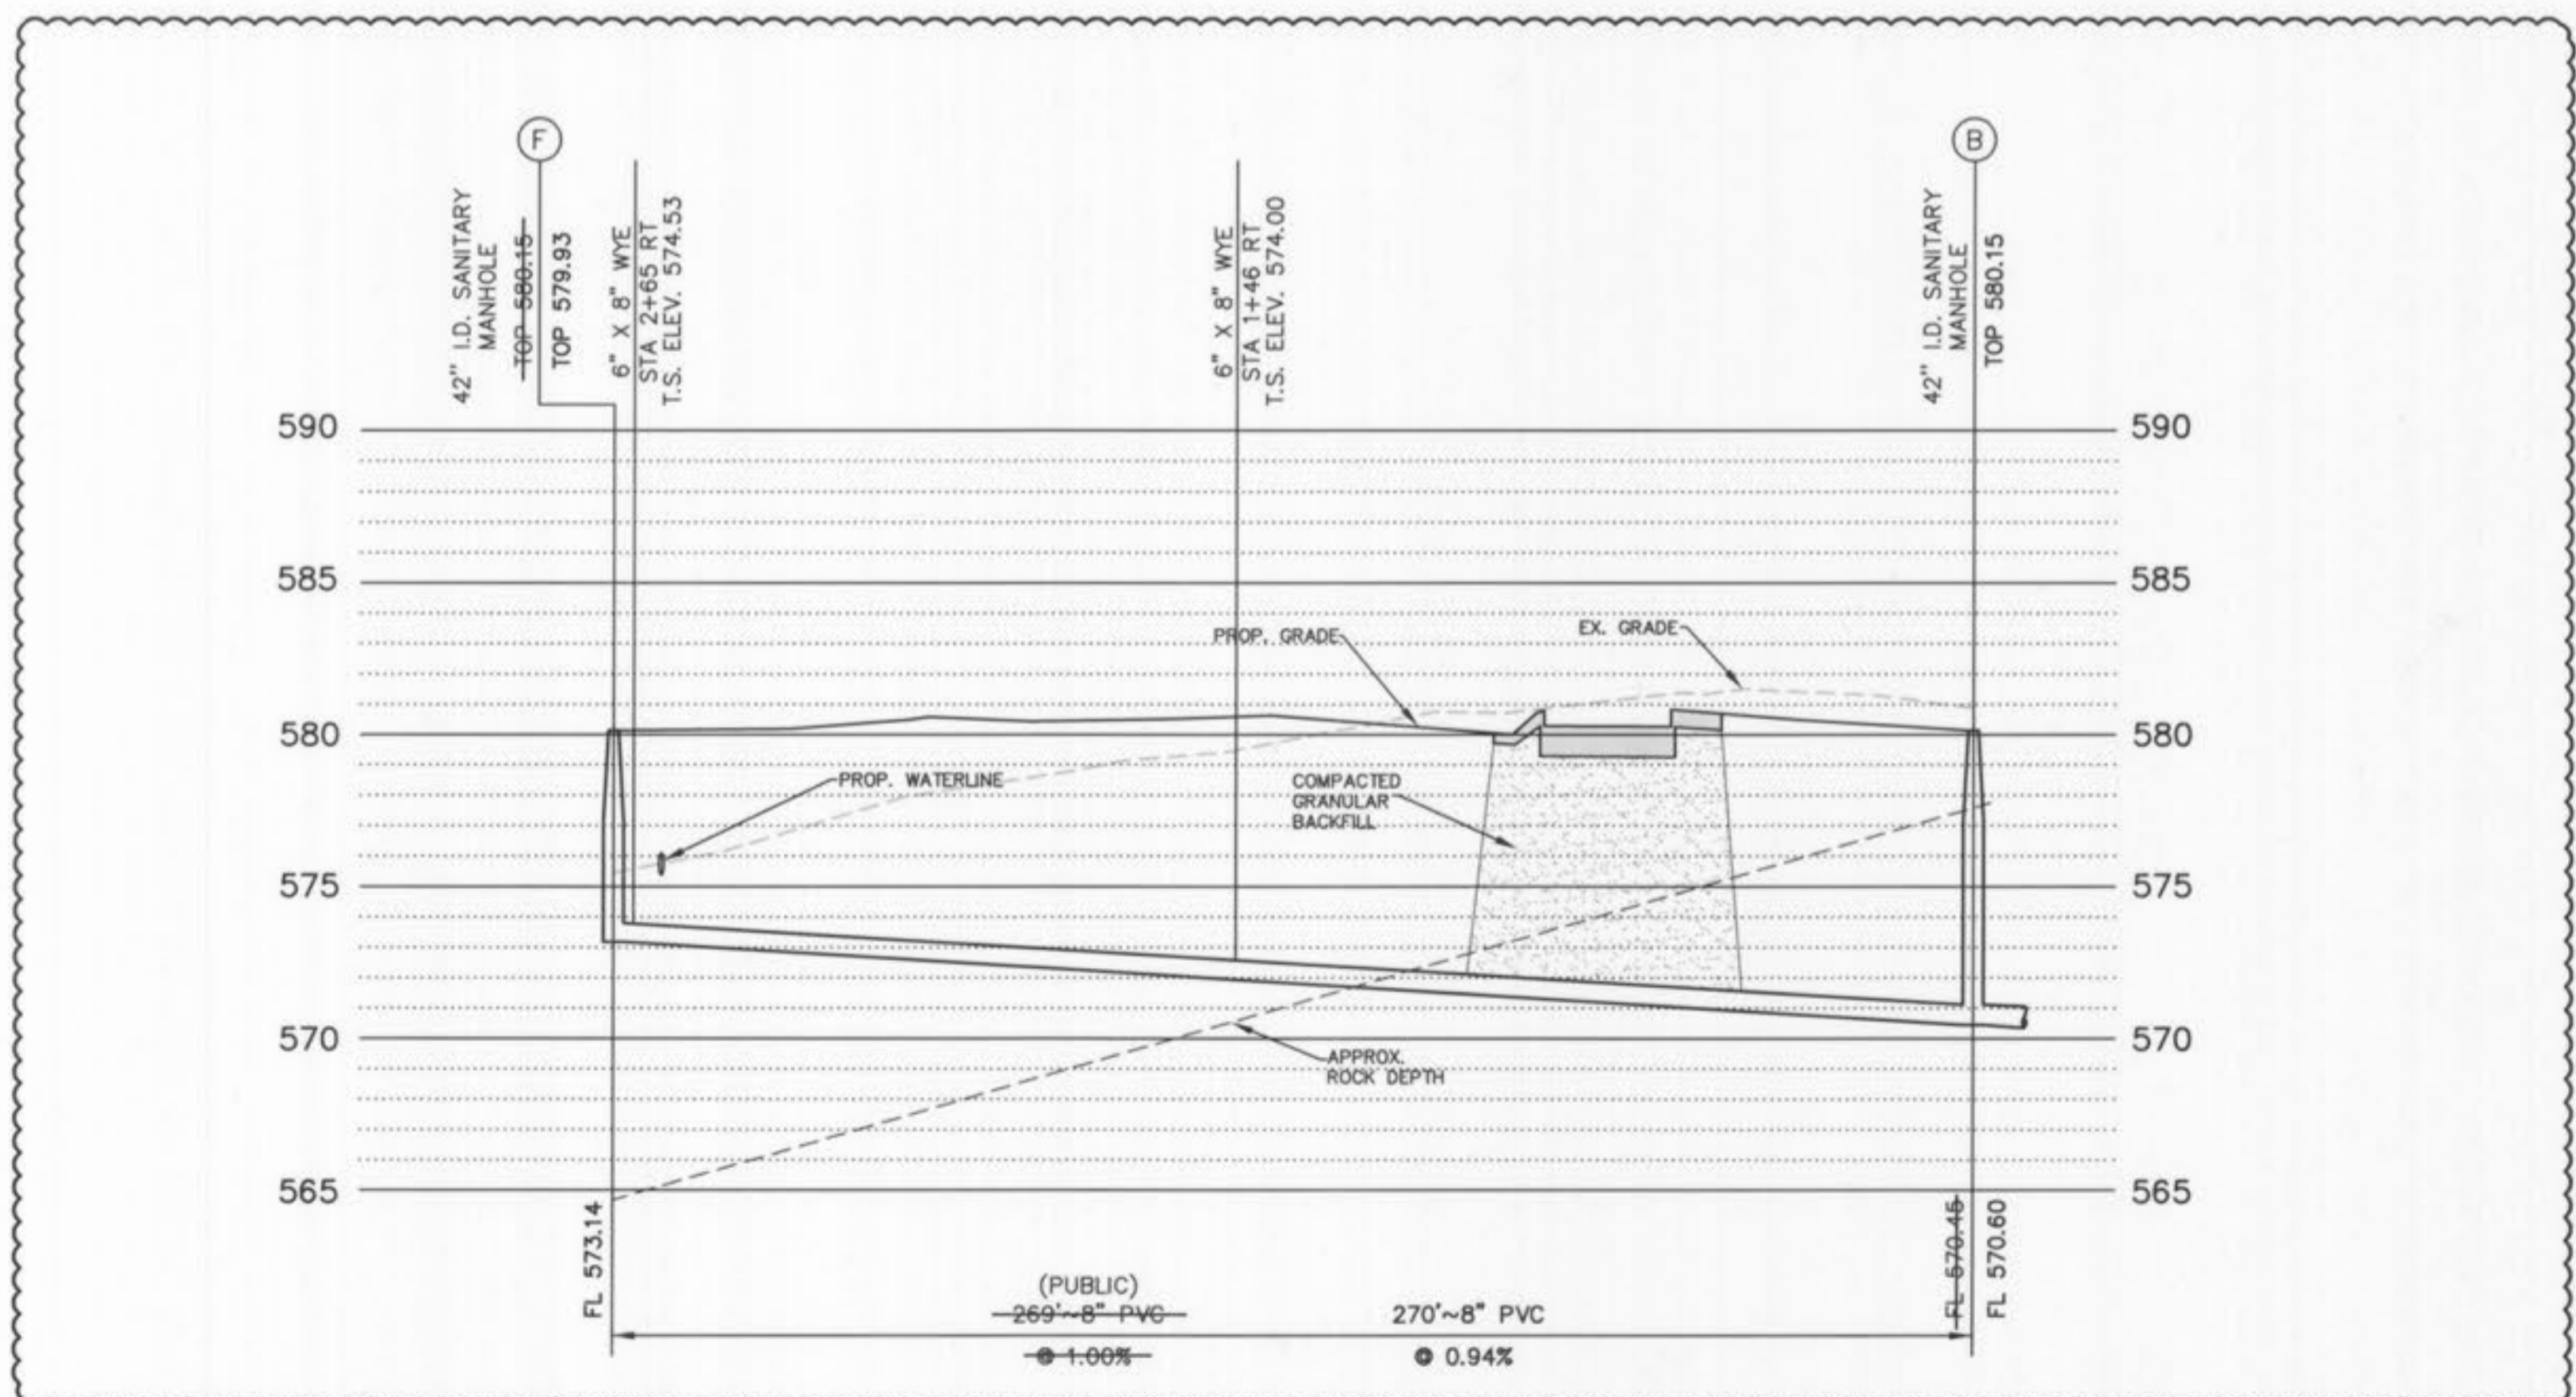 F
B
42" I.D. SANITARY
MANHOLE
TOP 580.15
TOP 579.93
6" X 8" WYE
STA 2+65 RT
T.S. ELEV. 574.53
6" X 8" WYE
STA 1+46 RT
T.S. ELEV. 574.00
42" I.D. SANITARY
MANHOLE
TOP 580.15
590
590
585
585
PROP. GRADE
EX. GRADE
580
580
PROP. WATERLINE
COMPACTED
GRANULAR
BACKFILL
575
575
570
570
APPROX.
ROCK DEPTH
565
565
FL 573.14
FL 570.45
FL 570.60
(PUBLIC)
269'~8" PVC
270'~8" PVC
@ 1.00%
@ 0.94%